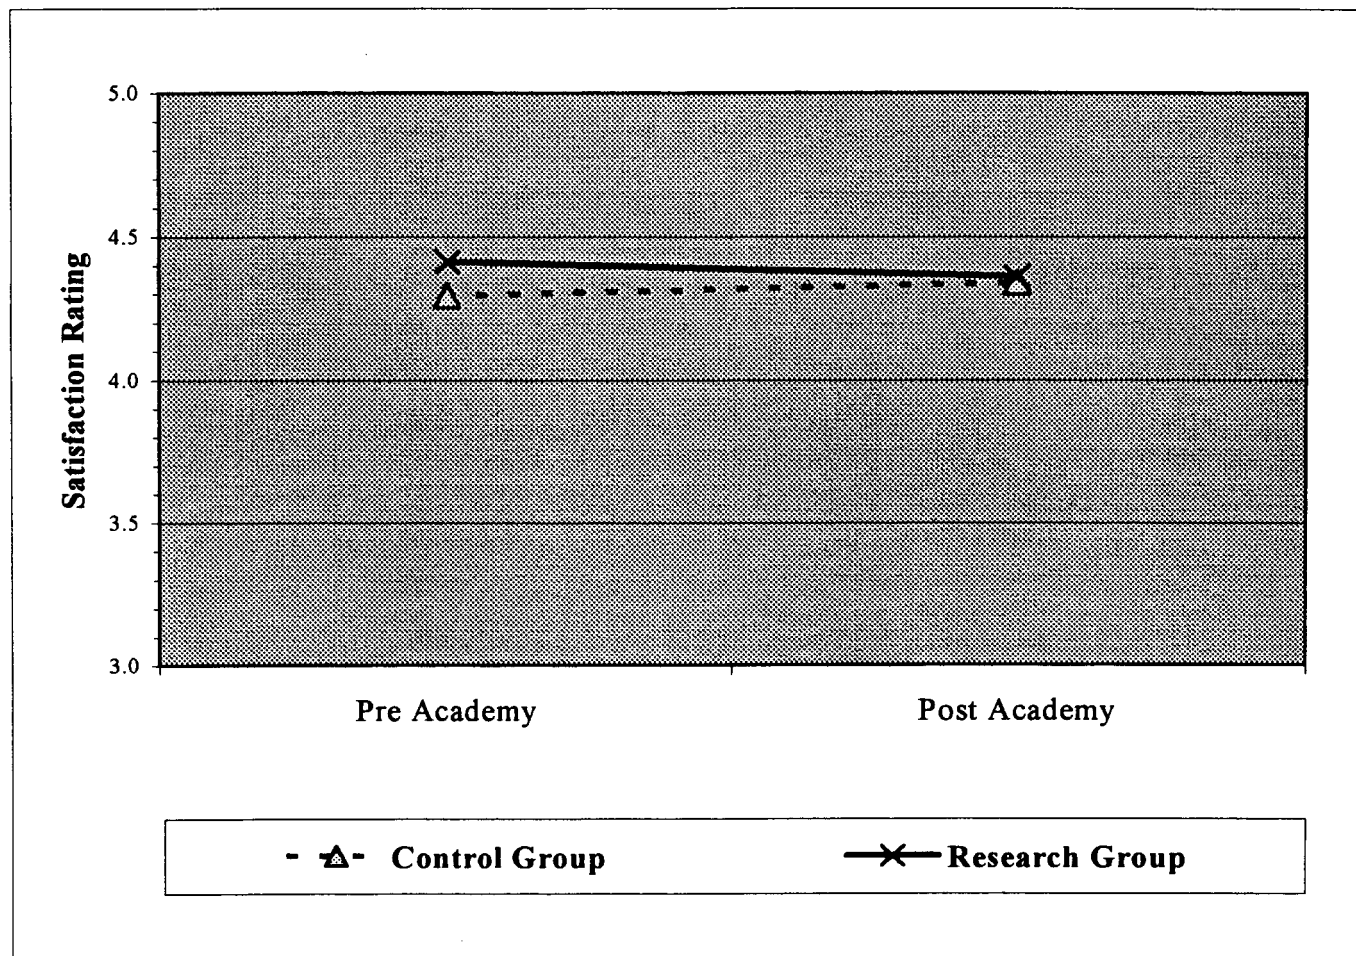 5.0
4.5
4.0
3.5
3.0
Satisfaction Rating
Pre Academy
Post Academy
Control Group
Research Group